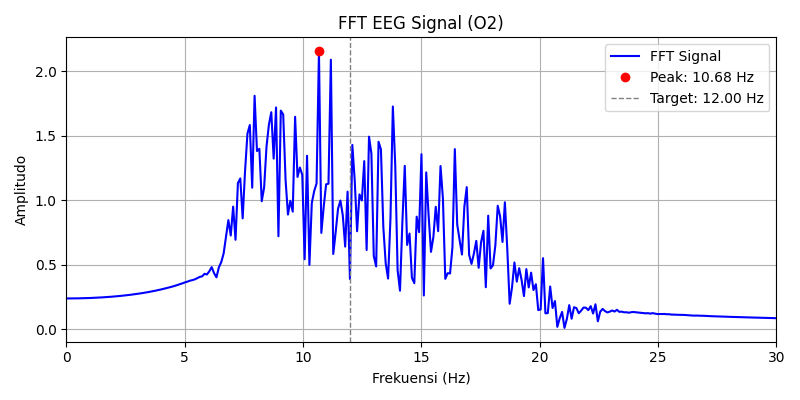 FFT EEG Signal (O2)
2.0
1.5
1.0
0.5
0.0
Amplitudo
FFT Signal
Peak: 10.68 Hz
Target: 12.00 Hz
0 5 10 15 20 25 30
Frekuensi (Hz)